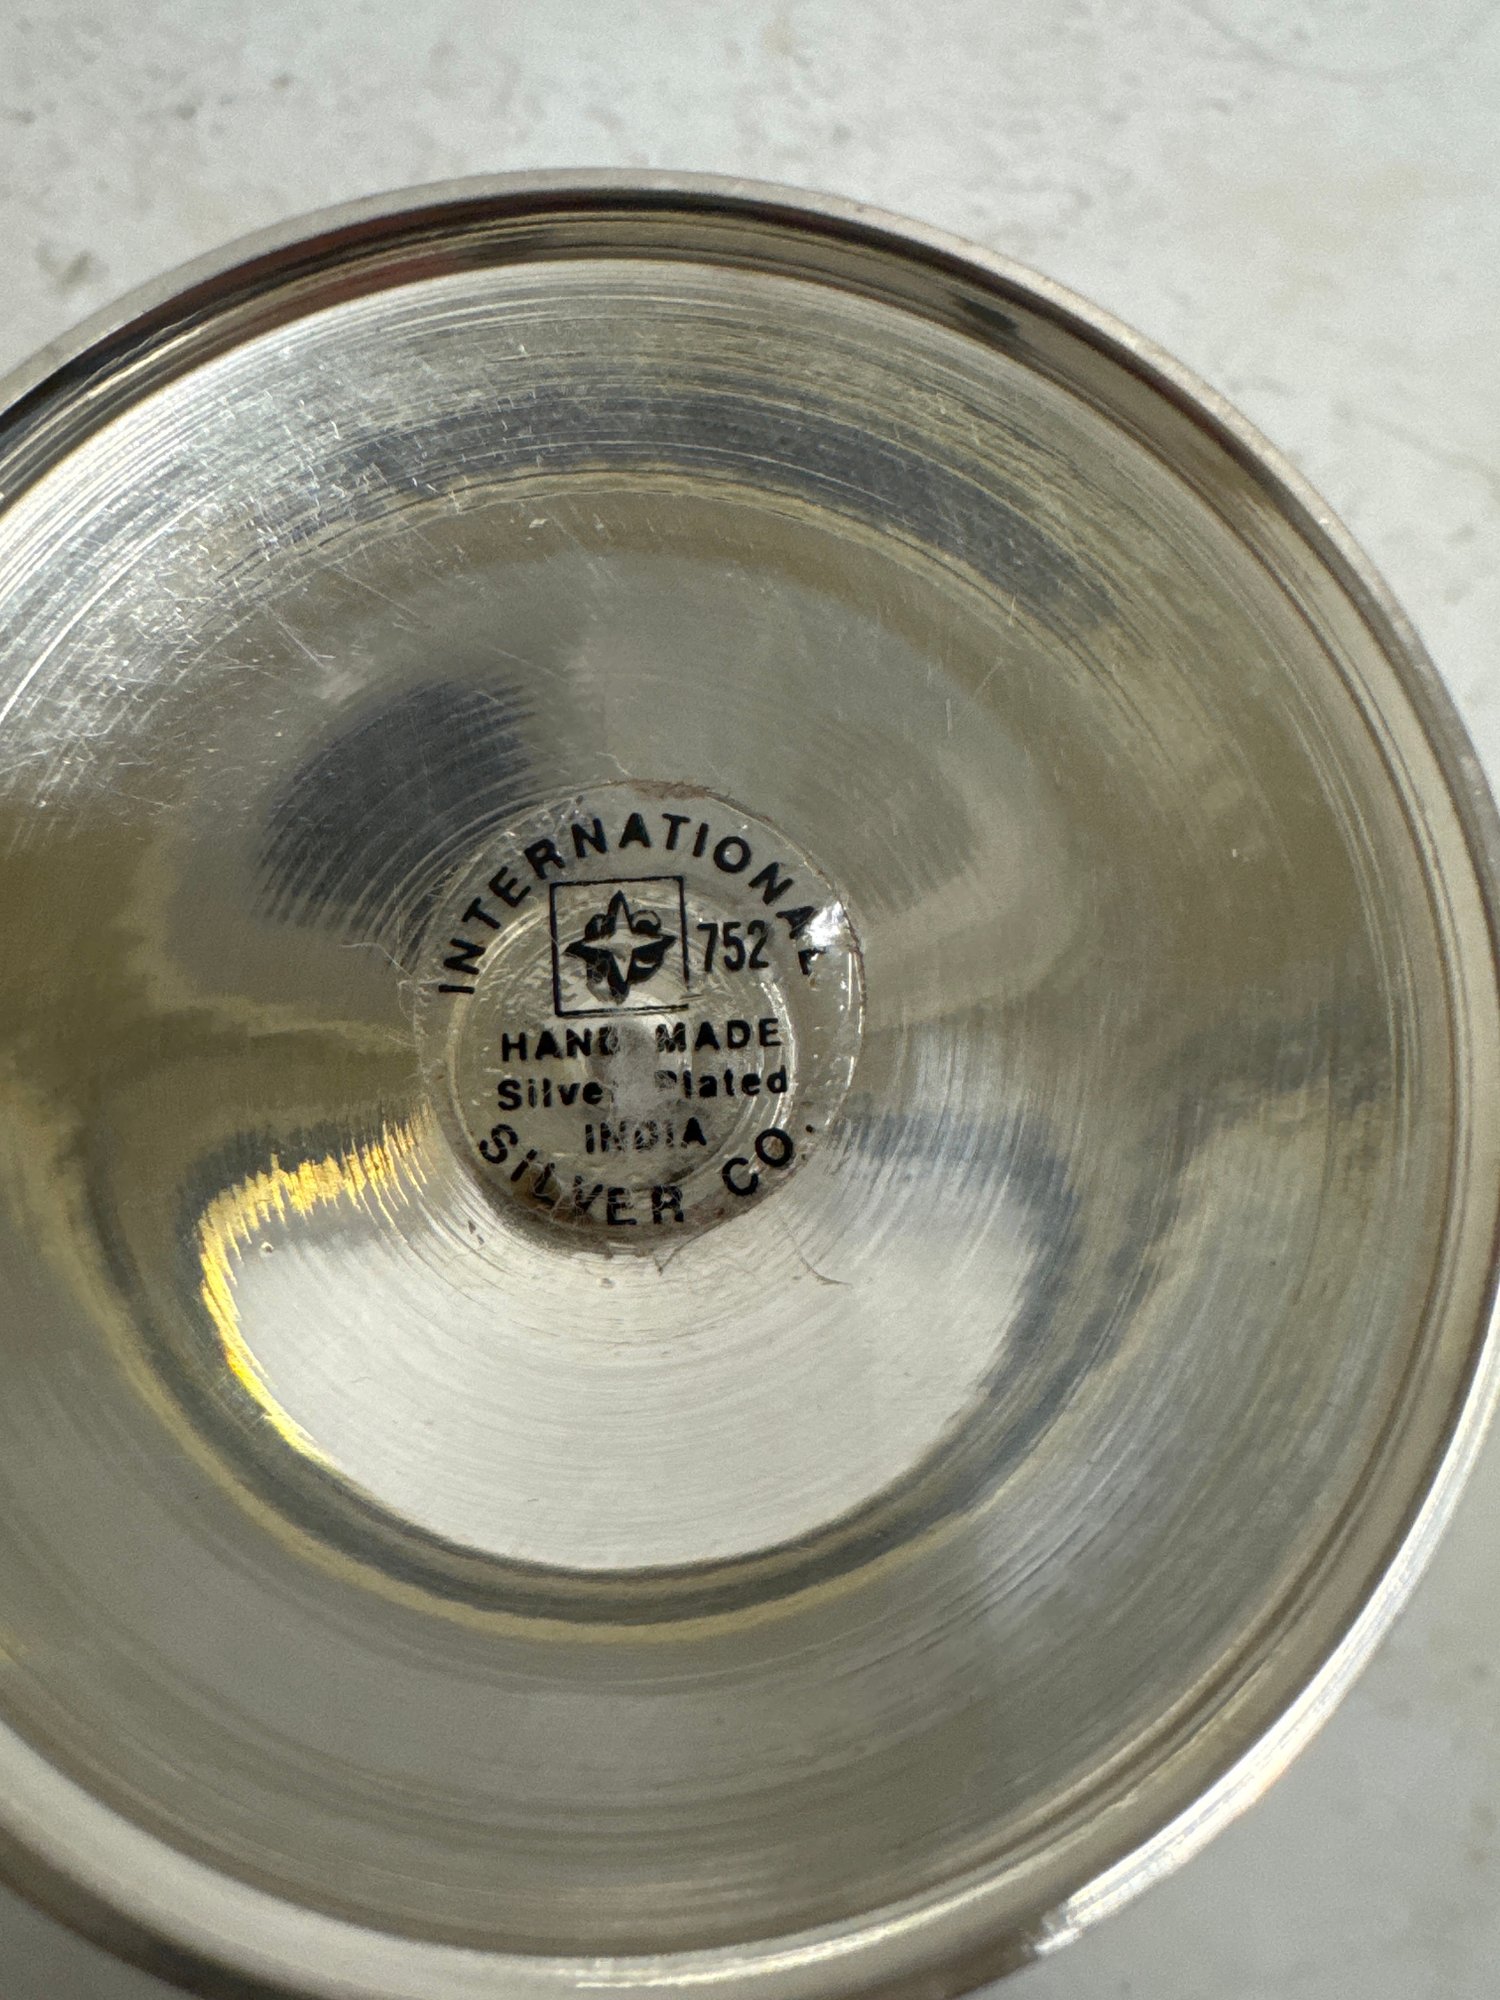 INTERNATIONAL
752
HAND MADE
Silver Plated
INDIA
SILVER CO.